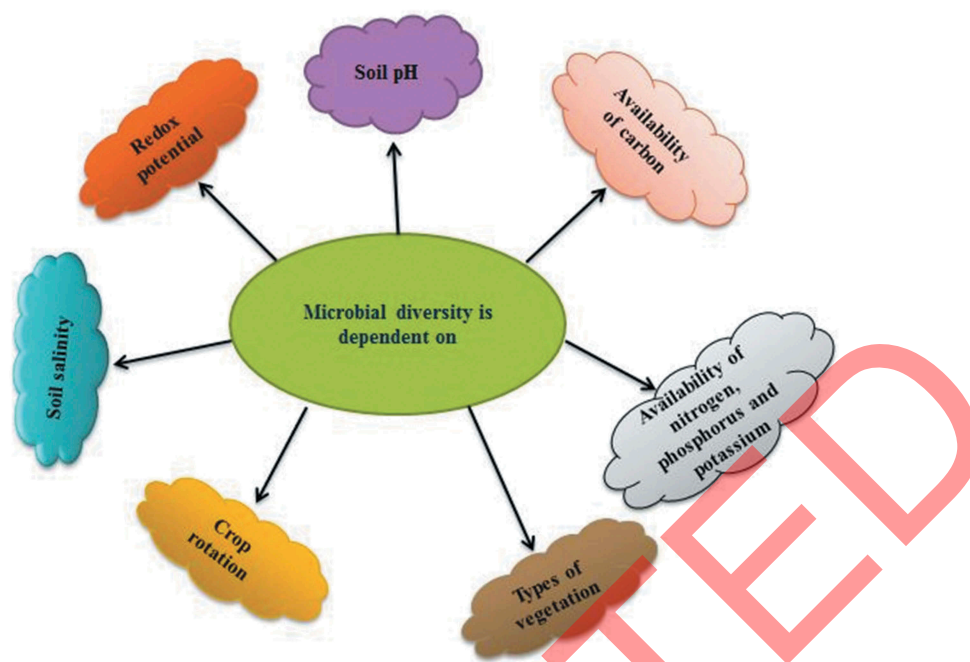 Soil pH
Redox
potential
Availability
of carbon
Microbial diversity is
dependent on
Soil salinity
Availability of
nitrogen,
phosphorus and
potassium
Crop
rotation
Types of
vegetation
TED